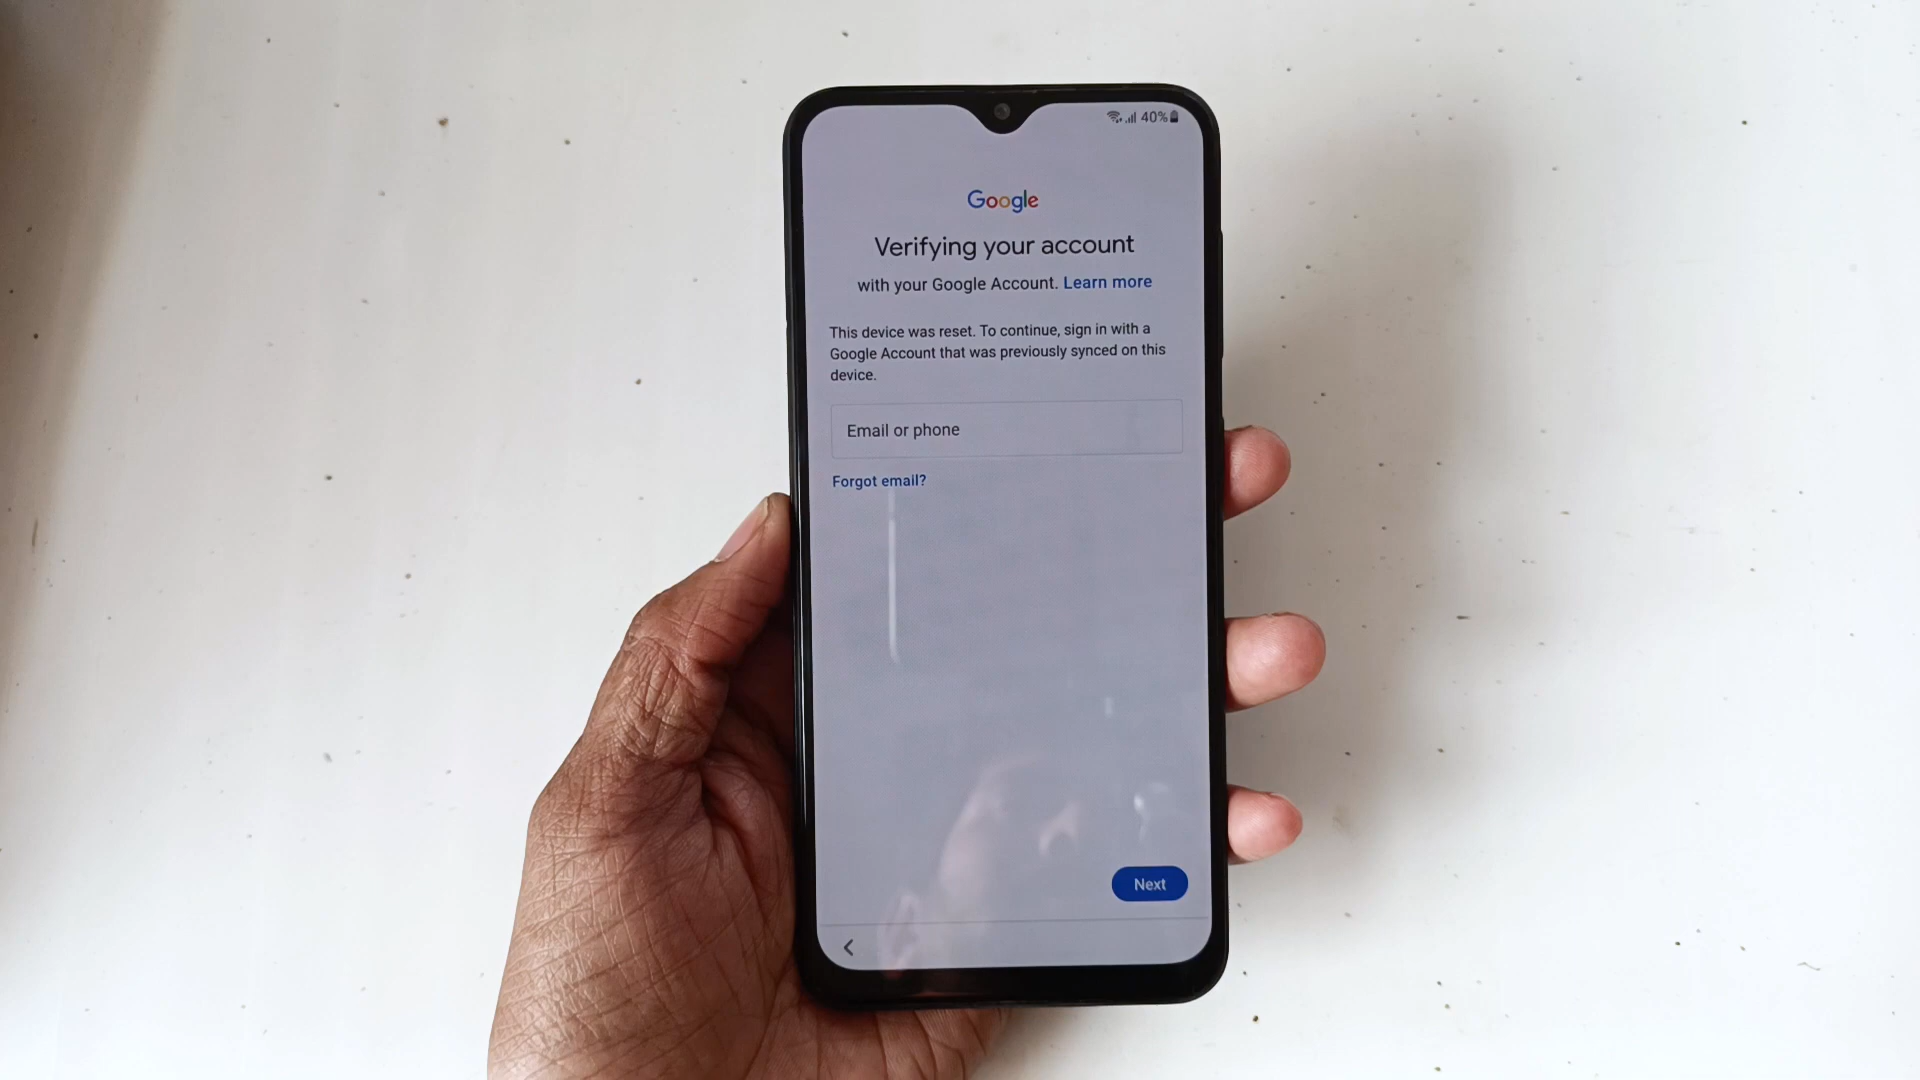 40%
Google
Verifying your account
with your Google Account. Learn more
This device was reset. To continue, sign in with a
Google Account that was previously synced on this
device.
Email or phone
Forgot email?
Next